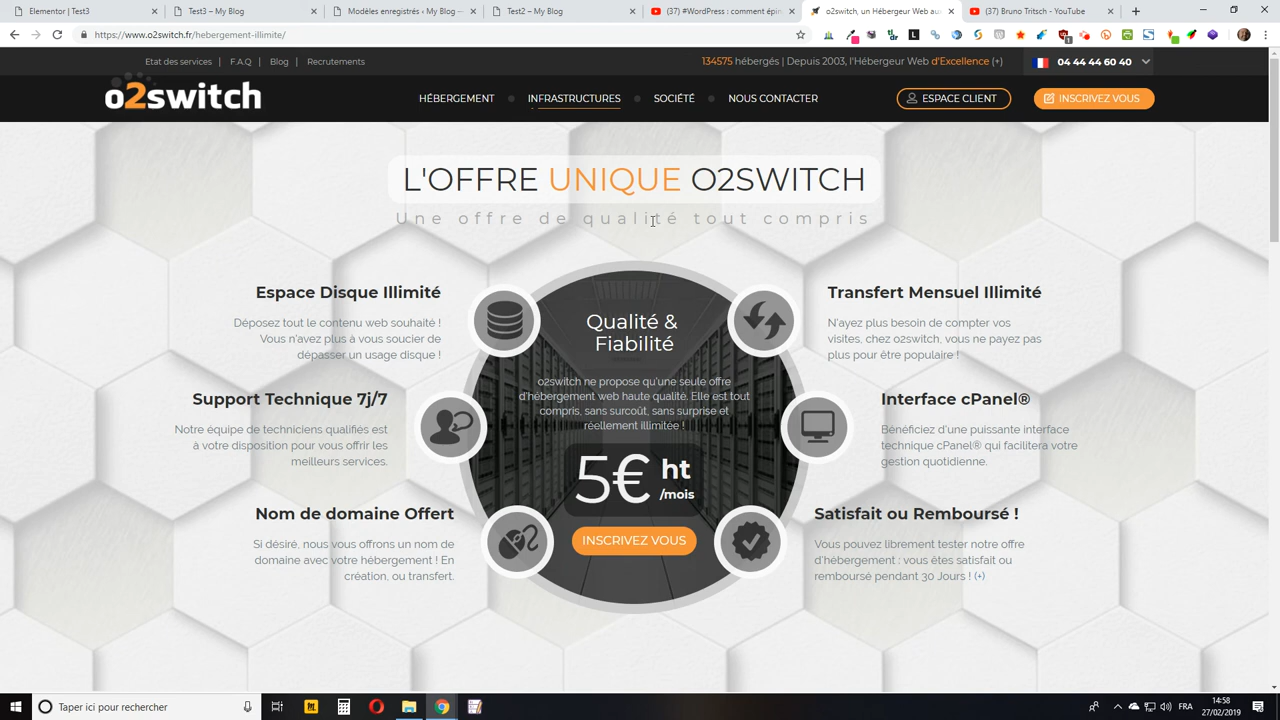 Elementor | Test3
Test3 – My Blog
Modèles enregistrés ‹ My Blog —
Test2 – My Blog
(37) #WordPress : comment épin
o2switch, un Hébergeur Web aux
(37) Bruno Tritsch - YouTube
https://www.o2switch.fr/hebergement-illimite/
Etat des services | F.A.Q | Blog | Recrutements
134575 hébergés | Depuis 2003, l'Hébergeur Web d'Excellence (+)
04 44 44 60 40
o2switch
HÉBERGEMENT
INFRASTRUCTURES
SOCIÉTÉ
NOUS CONTACTER
ESPACE CLIENT
INSCRIVEZ VOUS
L'OFFRE UNIQUE O2SWITCH
Une offre de qualité tout compris
Espace Disque Illimité
Déposez tout le contenu web souhaité !
Vous n'avez plus à vous soucier de
dépasser un usage disque !
Support Technique 7j/7
Notre équipe de techniciens qualifiés est
à votre disposition pour vous offrir les
meilleurs services.
Nom de domaine Offert
Si désiré, nous vous offrons un nom de
domaine avec votre hébergement ! En
création, ou transfert.
Qualité &
Fiabilité
o2switch ne propose qu'une seule offre
d'hébergement web haute qualité. Elle est tout
compris, sans surcoût, sans surprise et
réellement illimitée !
5€ ht
/mois
INSCRIVEZ VOUS
Transfert Mensuel Illimité
N'ayez plus besoin de compter vos
visites, chez o2switch, vous ne payez pas
plus pour être populaire !
Interface cPanel®
Bénéficiez d'une puissante interface
technique cPanel® qui facilitera votre
gestion quotidienne.
Satisfait ou Remboursé !
Vous pouvez librement tester notre offre
d'hébergement : vous êtes satisfait ou
remboursé pendant 30 Jours ! (+)
Taper ici pour rechercher
FRA
14:58
27/02/2019